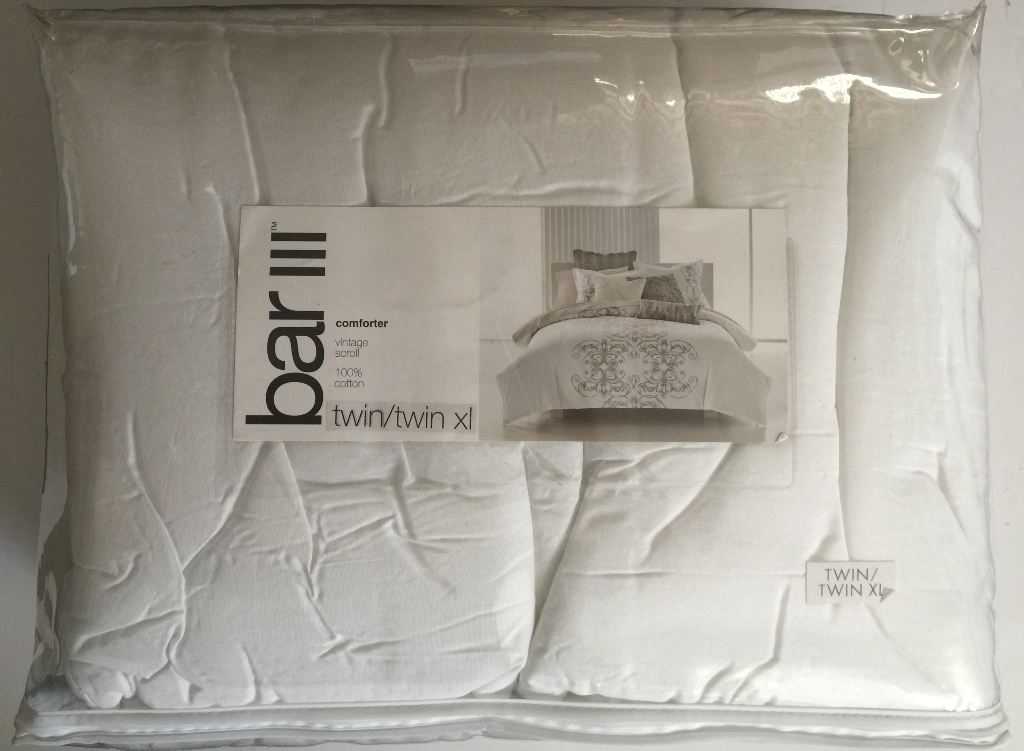 bar III™
comforter
vintage
scroll
100%
cotton
twin/twin xl
TWIN/
TWIN XL